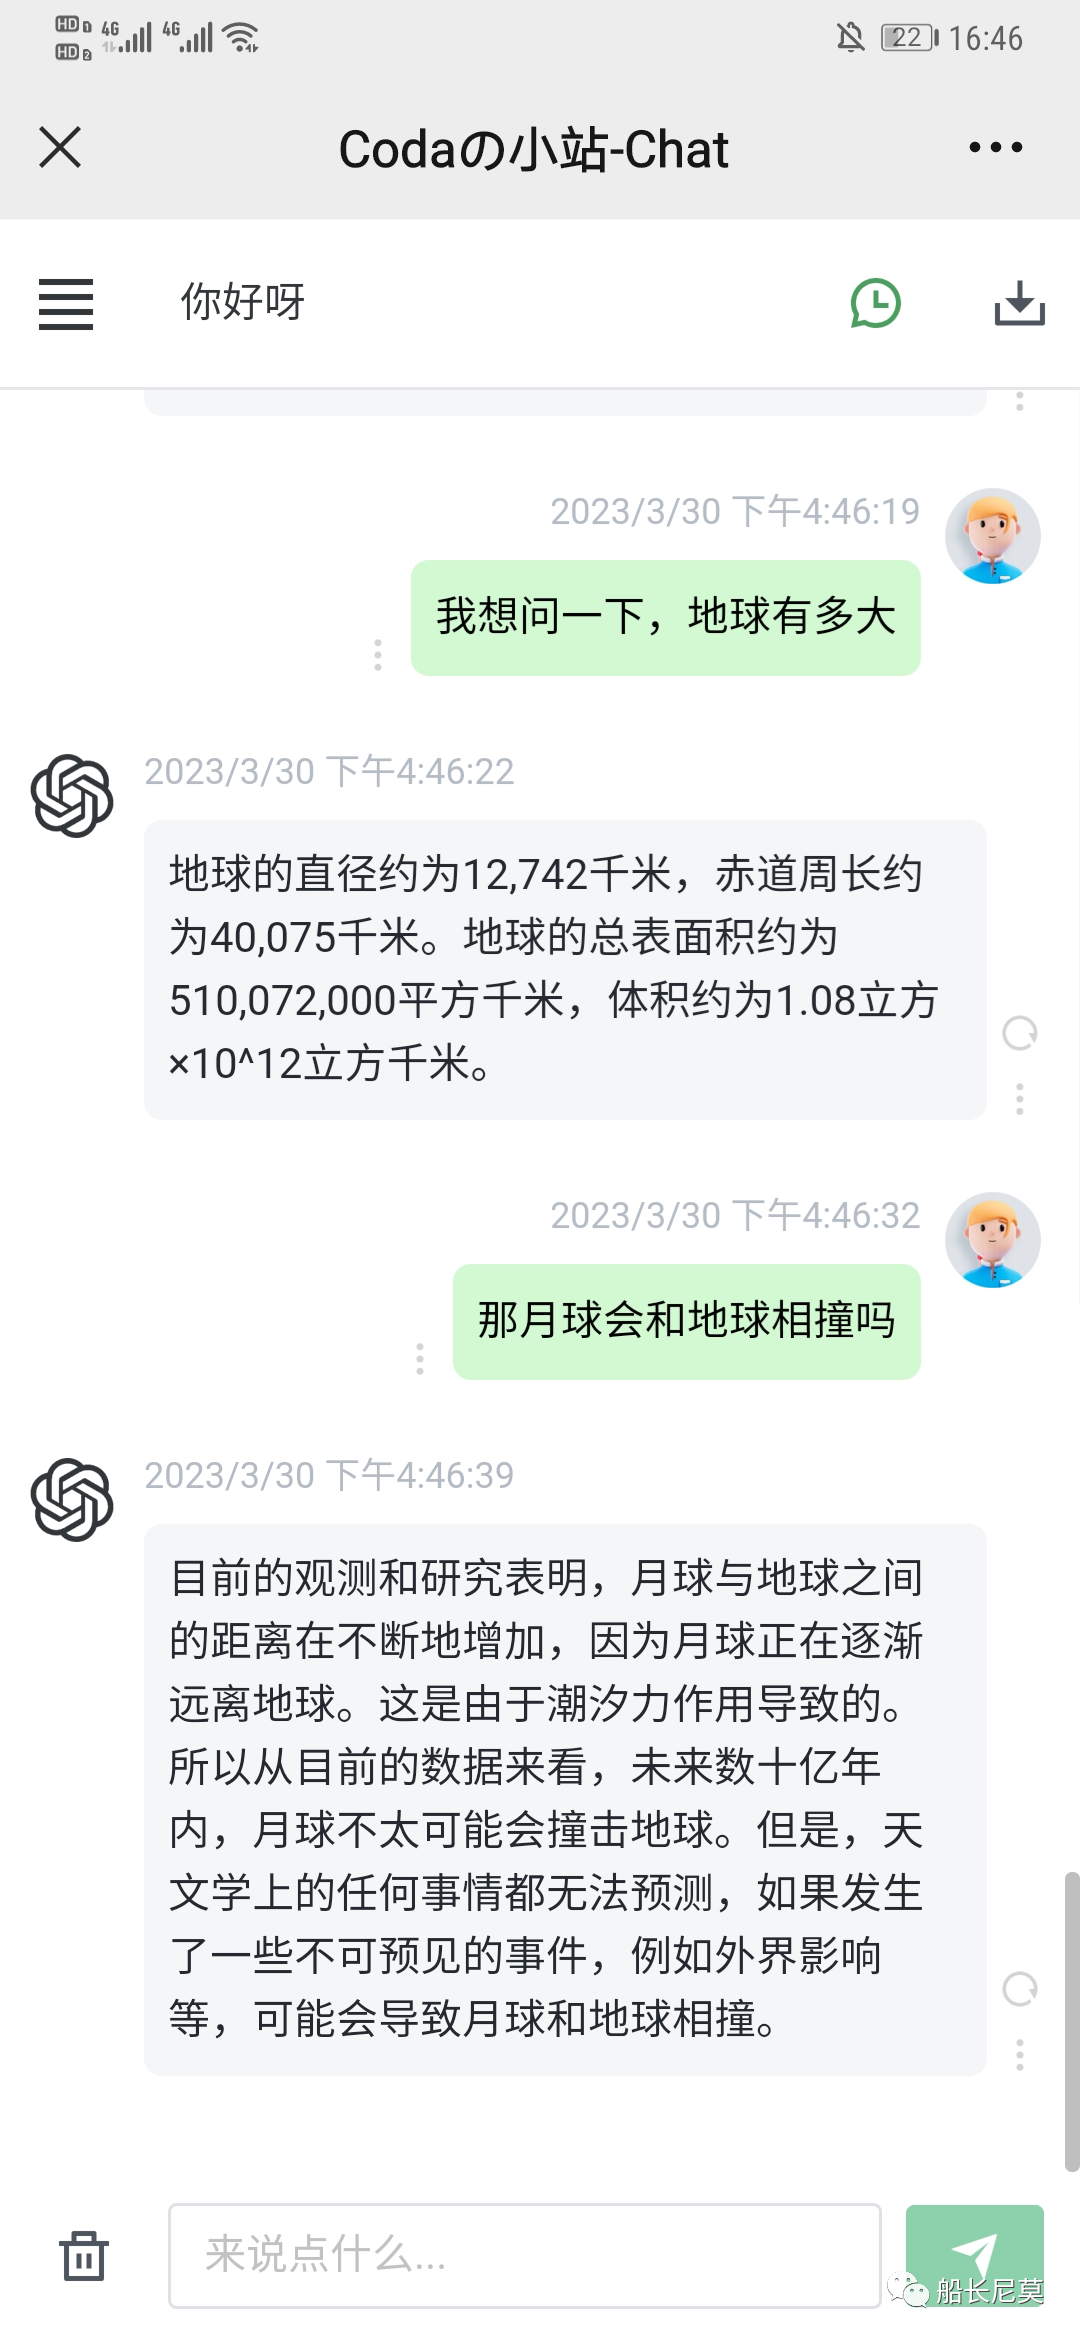 HD 1 4G 4G
HD 2
22 16:46
Codaの小站-Chat
你好呀
2023/3/30 下午4:46:19
我想问一下，地球有多大
2023/3/30 下午4:46:22
地球的直径约为12,742千米，赤道周长约
为40,075千米。地球的总表面积约为
510,072,000平方千米，体积约为1.08立方
×10^12立方千米。
2023/3/30 下午4:46:32
那月球会和地球相撞吗
2023/3/30 下午4:46:39
目前的观测和研究表明，月球与地球之间
的距离在不断地增加，因为月球正在逐渐
远离地球。这是由于潮汐力作用导致的。
所以从目前的数据来看，未来数十亿年
内，月球不太可能会撞击地球。但是，天
文学上的任何事情都无法预测，如果发生
了一些不可预见的事件，例如外界影响
等，可能会导致月球和地球相撞。
来说点什么...
船长尼莫